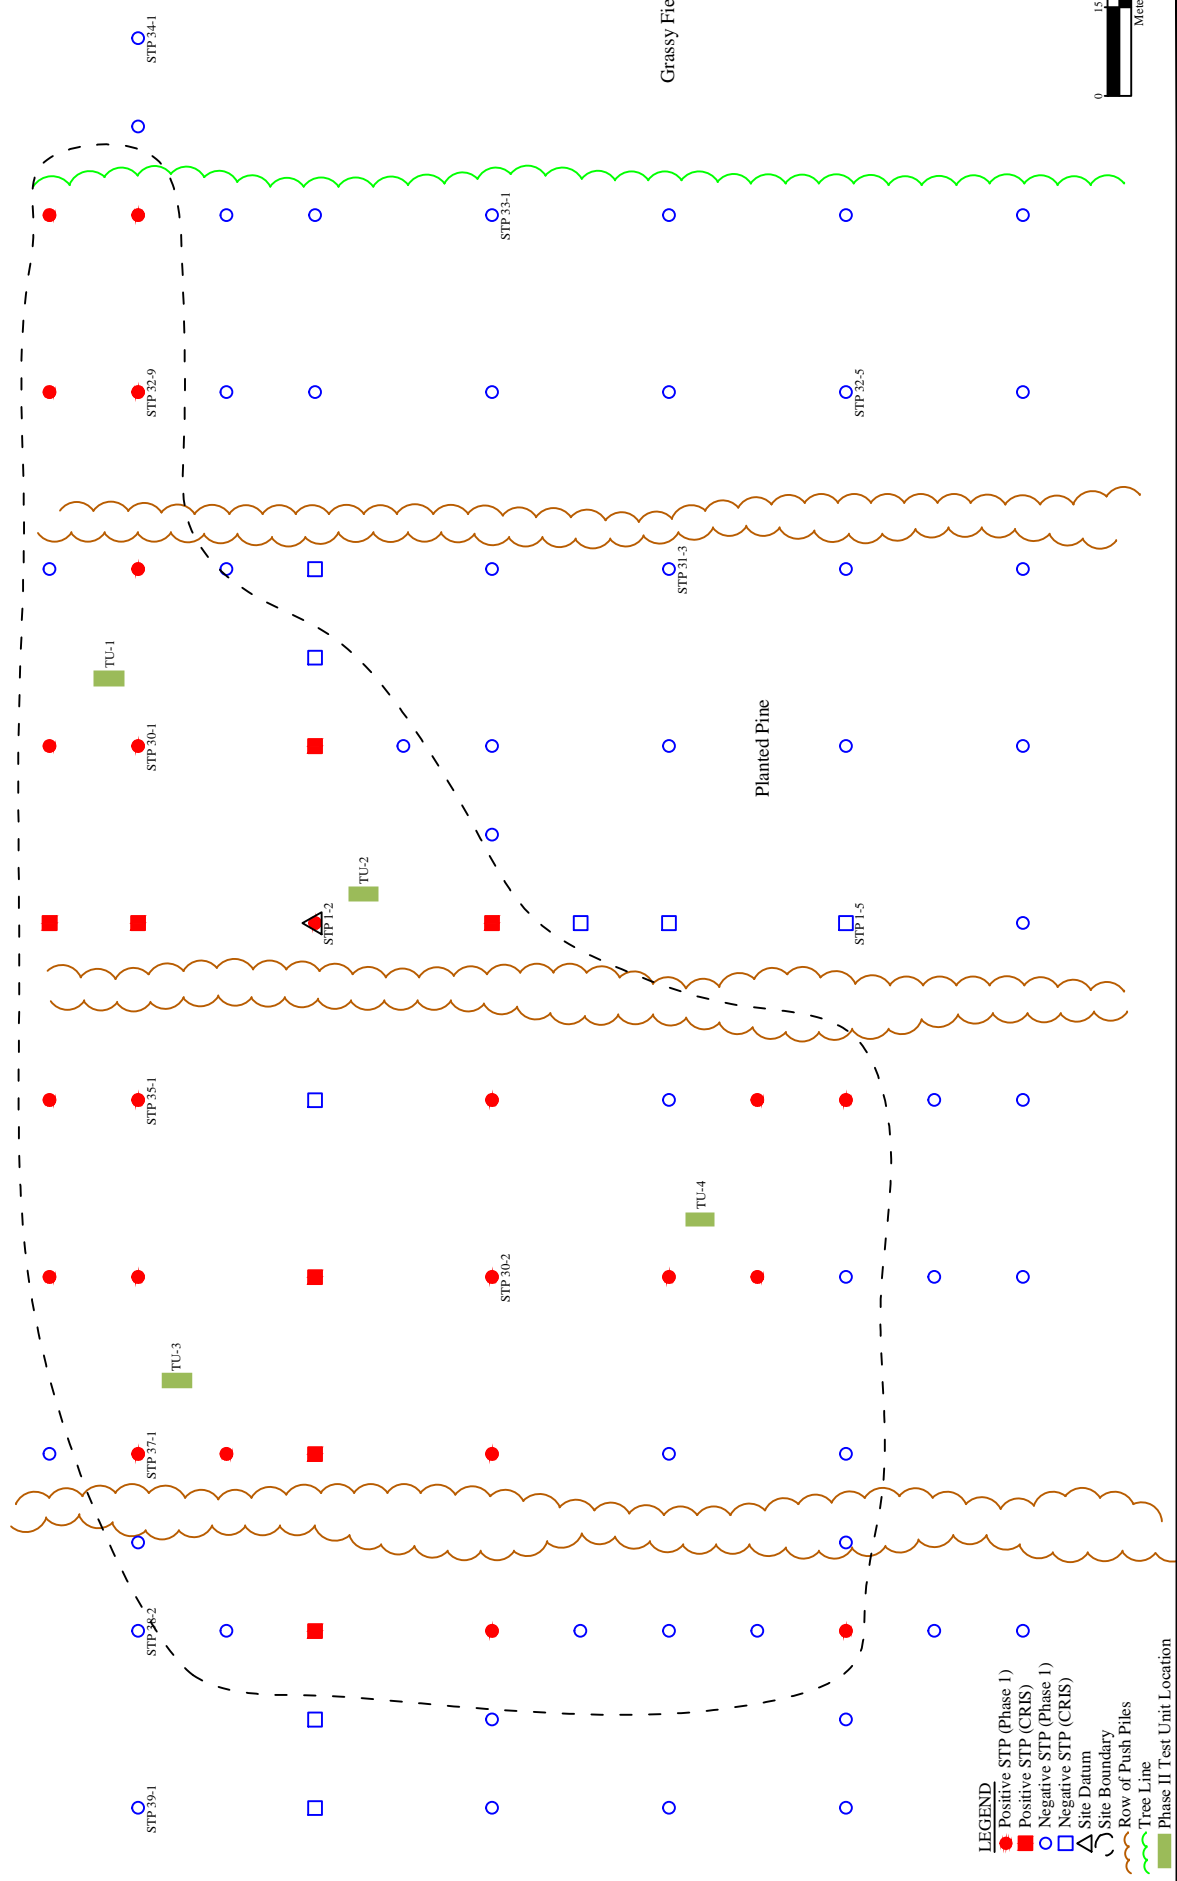 STP 34-1
Grassy Fie
0
15
Mete
STP 33-1
STP 32-9
STP 32-5
STP 31-3
TU-1
STP 30-1
Planted Pine
TU-2
STP 1-2
STP 1-5
STP 35-1
TU-4
STP 30-2
TU-3
STP 37-1
STP 38-2
STP 39-1
LEGEND
Positive STP (Phase 1)
Positive STP (CRIS)
Negative STP (Phase 1)
Negative STP (CRIS)
Site Datum
Site Boundary
Row of Push Piles
Tree Line
Phase II Test Unit Location